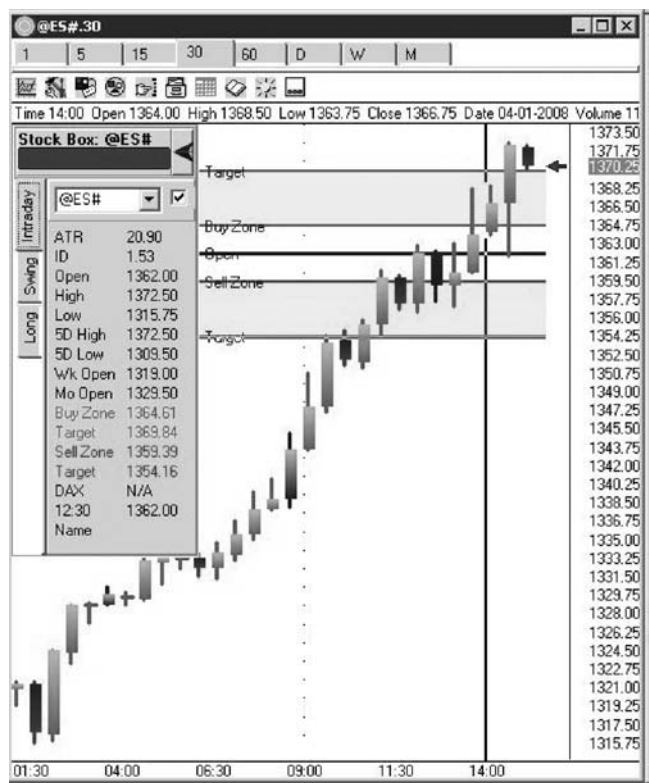 @ES#.30
1 5 15 30 60 D W M
Time 14:00 Open 1364.00 High 1368.50 Low 1363.75 Close 1366.75 Date 04-01-2008 Volume 11
Stock Box: @ES#
Intraday
Swing
Long
@ES#
ATR 20.90
ID 1.53
Open 1362.00
High 1372.50
Low 1315.75
5D High 1372.50
5D Low 1309.50
Wk Open 1319.00
Mo Open 1329.50
Buy Zone 1364.61
Target 1369.84
Sell Zone 1359.39
Target 1354.16
DAX N/A
12:30 1362.00
Name
Target
Buy Zone
Open
Sell Zone
Target
1373.50
1371.75
1370.25
1368.25
1366.50
1364.75
1363.00
1361.25
1359.50
1357.75
1356.00
1354.25
1352.50
1350.75
1349.00
1347.25
1345.50
1343.75
1342.00
1340.25
1338.50
1336.75
1335.00
1333.25
1331.50
1329.75
1328.00
1326.25
1324.50
1322.75
1321.00
1319.25
1317.50
1315.75
01:30 04:00 06:30 09:00 11:30 14:00